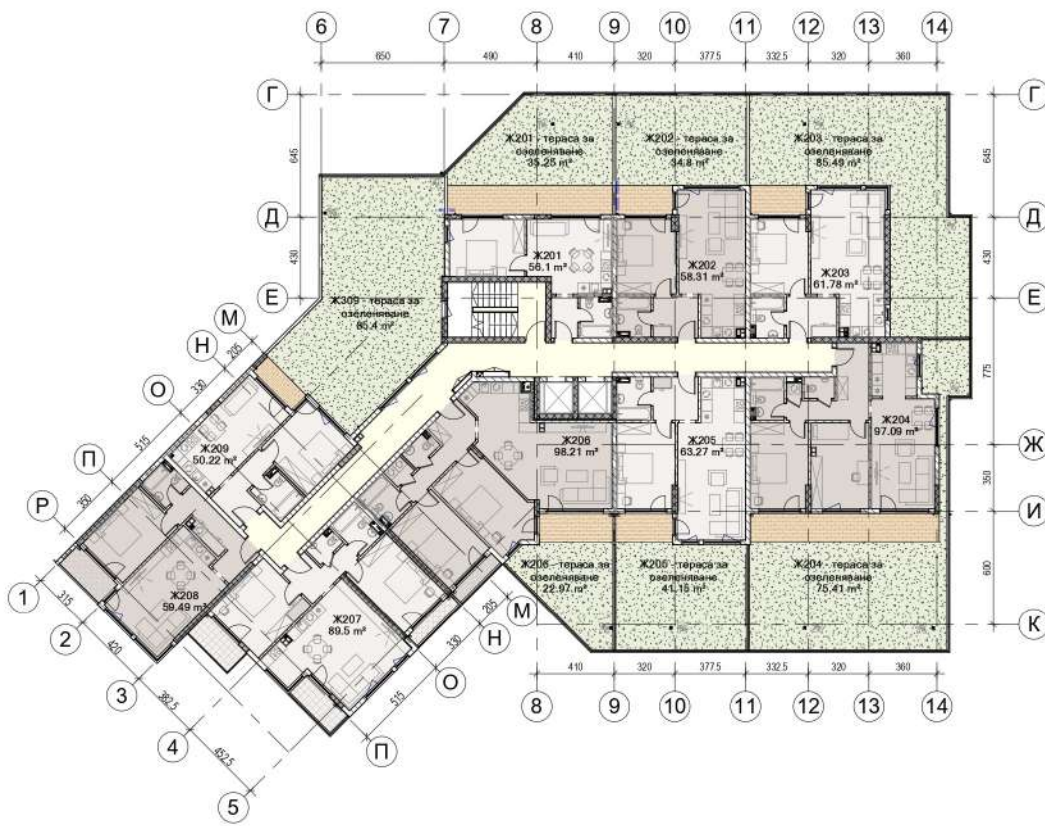 6 7 8 9 10 11 12 13 14
650 490 410 320 377.5 332.5 320 360
Г Г
Ж201 - тераса за
озеленяване
35.25 m²
Ж202 - тераса за
озеленяване
34.8 m²
Ж203 - тераса за
озеленяване
85.49 m²
645 645
Д Д
Ж201
56.1 m²
Ж202
58.31 m²
Ж203
61.78 m²
430 430
Е Е
Ж309 - тераса за
озеленяване
85.4 m²
М
Н
О
П
Р
205
330
515
350
775
Ж209
50.22 m²
Ж206
98.21 m²
Ж205
63.27 m²
Ж204
97.09 m²
Ж Ж
350
И
Ж208
59.49 m²
Ж207
89.5 m²
Ж206 - тераса за
озеленяване
22.97 m²
Ж205 - тераса за
озеленяване
41.15 m²
Ж204 - тераса за
озеленяване
75.41 m²
600
К
1
2
3
4
5
315
420
382.5
452.5
М
Н
О
П
205
330
515
410 320 377.5 332.5 320 360
8 9 10 11 12 13 14